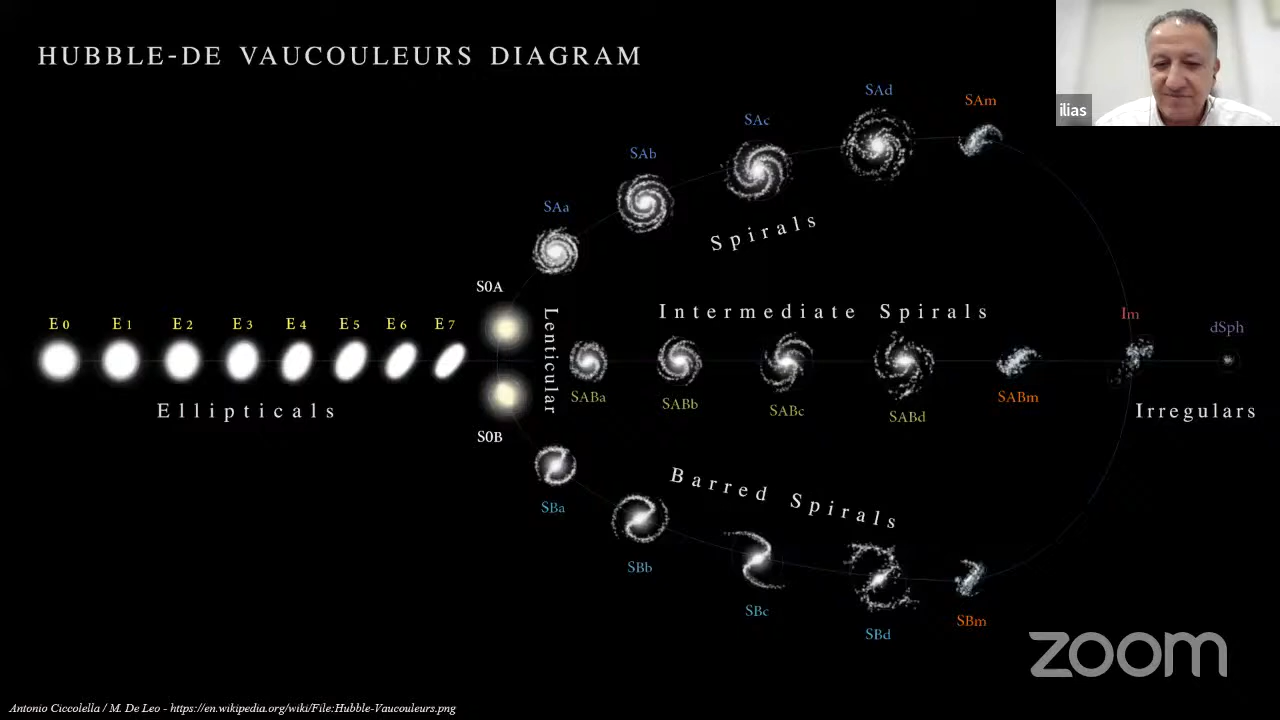 HUBBLE-DE VAUCOULEURS DIAGRAM
ilias
SAa
SAb
SAc
SAd
SAm
Spirals
S0A
E0 E1 E2 E3 E4 E5 E6 E7
Ellipticals
Lenticular
S0B
Intermediate Spirals
SABa
SABb
SABc
SABd
SABm
Im
dSph
Irregulars
Barred Spirals
SBa
SBb
SBc
SBd
SBm
zoom
Antonio Ciccolella / M. De Leo - https://en.wikipedia.org/wiki/File:Hubble-Vaucouleurs.png